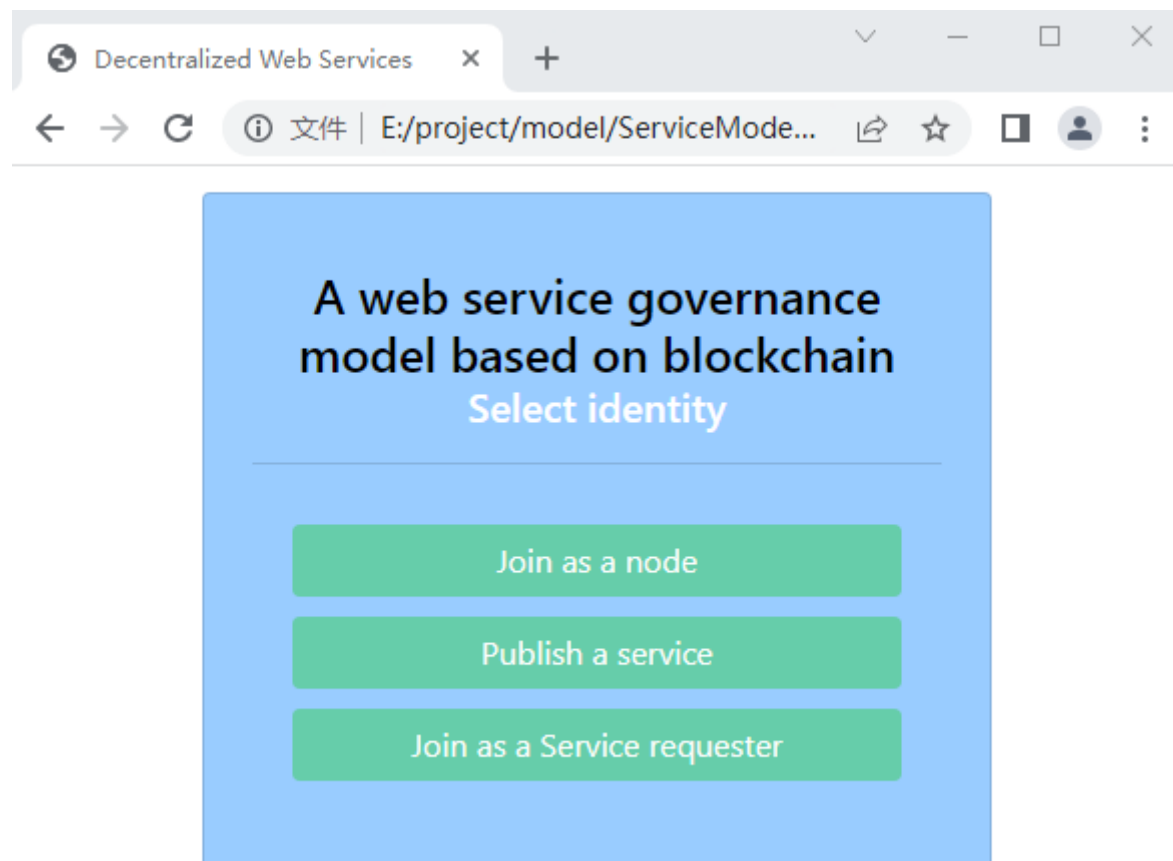 Decentralized Web Services
文件 E:/project/model/ServiceMode...
A web service governance
model based on blockchain
Select identity
Join as a node
Publish a service
Join as a Service requester